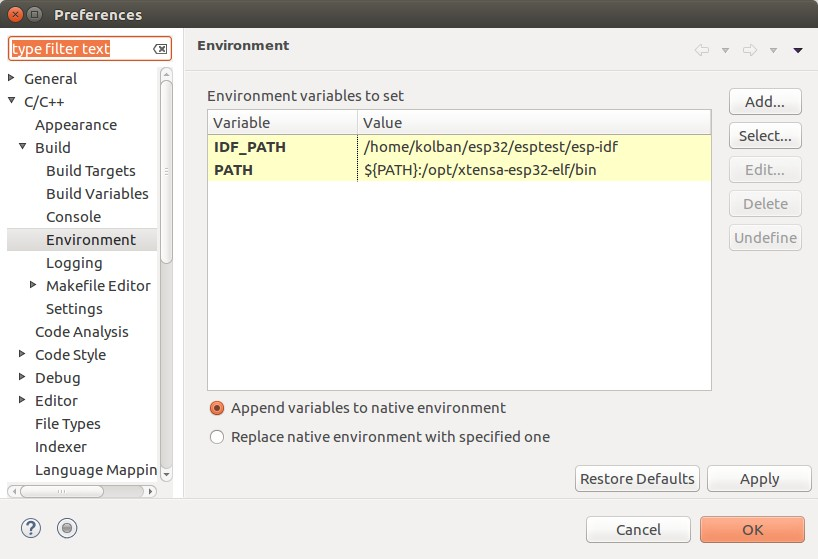 Preferences
type filter text
General
C/C++
Appearance
Build
Build Targets
Build Variables
Console
Environment
Logging
Makefile Editor
Settings
Code Analysis
Code Style
Debug
Editor
File Types
Indexer
Language Mappin
Environment
Environment variables to set
Variable Value
IDF_PATH /home/kolban/esp32/esptest/esp-idf
PATH ${PATH}:/opt/xtensa-esp32-elf/bin
Add...
Select...
Edit...
Delete
Undefine
Append variables to native environment
Replace native environment with specified one
Restore Defaults Apply
? Cancel OK